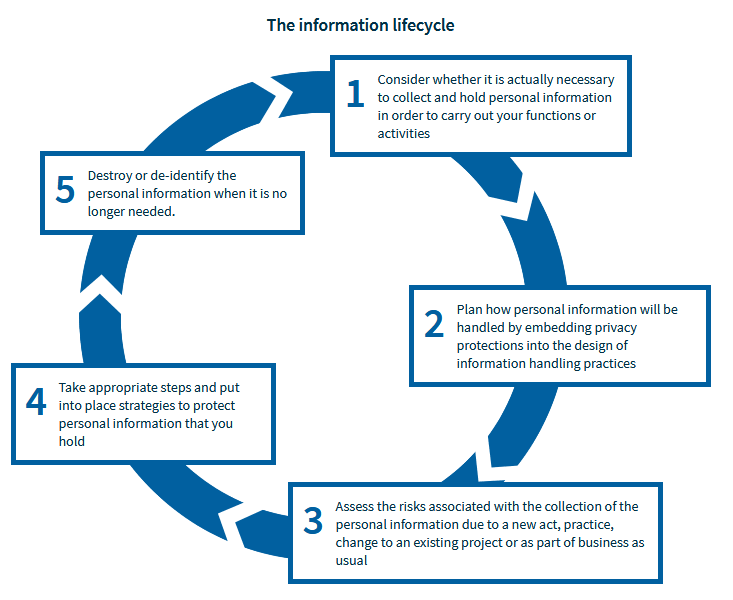 The information lifecycle
1
Consider whether it is actually necessary
to collect and hold personal information
in order to carry out your functions or
activities
2
Plan how personal information will be
handled by embedding privacy
protections into the design of
information handling practices
3
Assess the risks associated with the collection of the
personal information due to a new act, practice,
change to an existing project or as part of business as
usual
4
Take appropriate steps and put
into place strategies to protect
personal information that you
hold
5
Destroy or de-identify the
personal information when it is no
longer needed.